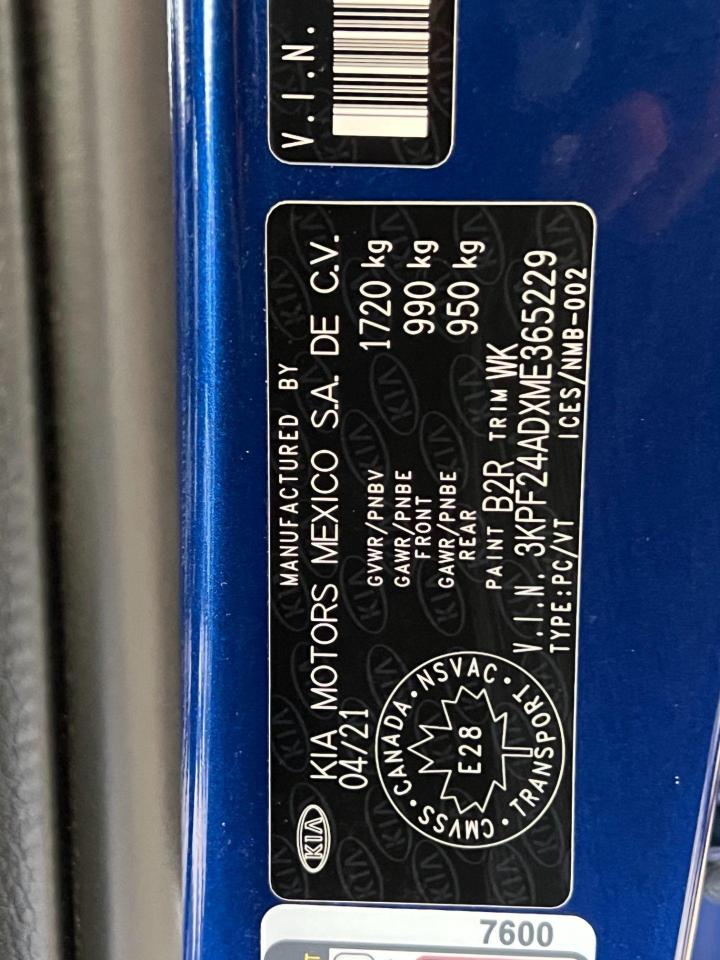 V.I.N.
MANUFACTURED BY
KIA MOTORS MEXICO S.A. DE C.V.
04/21
GVWR/PNBV 1720 kg
GAWR/PNBE FRONT 990 kg
GAWR/PNBE REAR 950 kg
PAINT B2R TRIM WK
V.I.N. 3KPF24ADXME365229
TYPE:PC/VT ICES/NMB-002
KIA
CMVSS • CANADA • NSVAC • TRANSPORT •
E28
7600